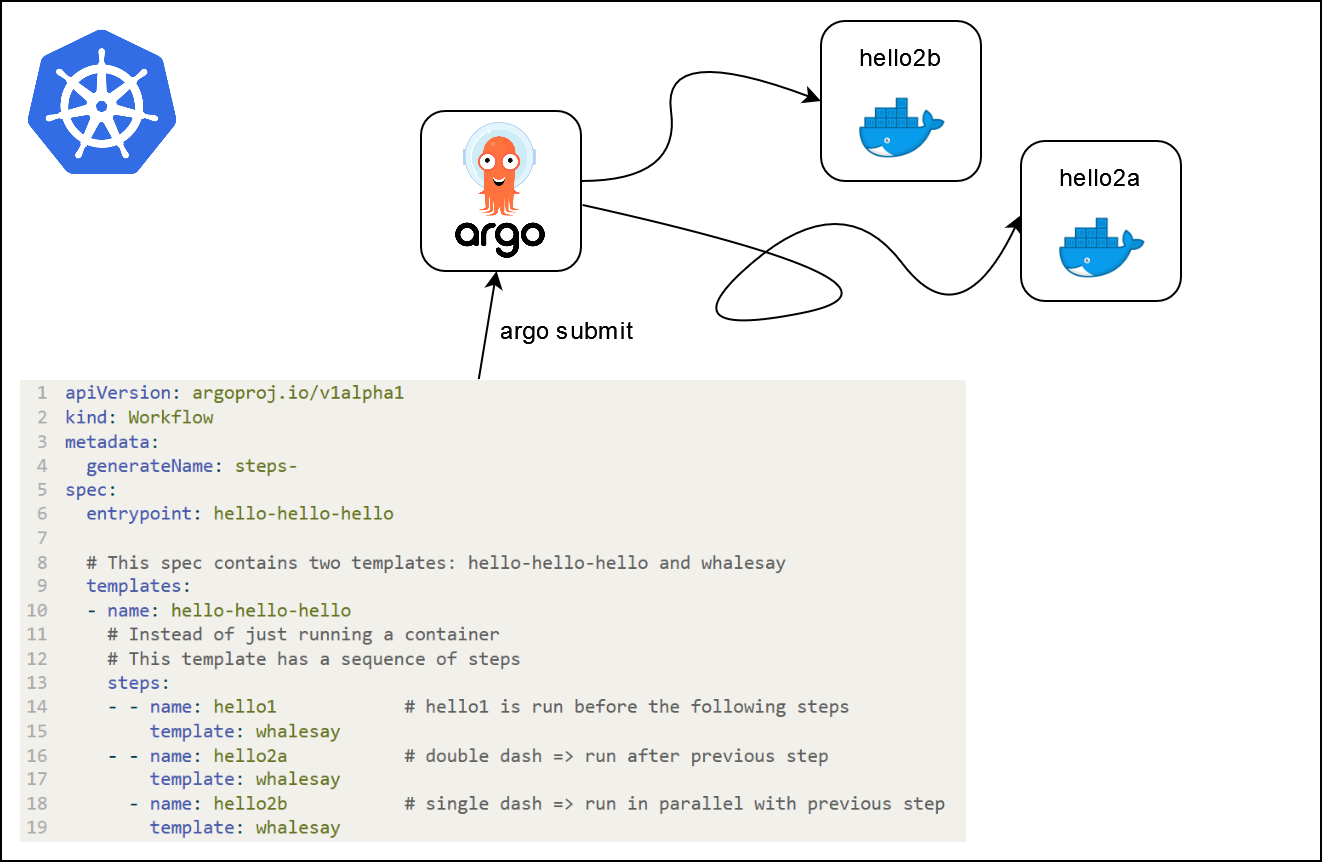 hello2b
hello2a
argo
argo submit
1 apiVersion: argoproj.io/v1alpha1
2 kind: Workflow
3 metadata:
4   generateName: steps-
5 spec:
6   entrypoint: hello-hello-hello
7
8   # This spec contains two templates: hello-hello-hello and whalesay
9   templates:
10   - name: hello-hello-hello
11     # Instead of just running a container
12     # This template has a sequence of steps
13     steps:
14     - - name: hello1            # hello1 is run before the following steps
15         template: whalesay
16     - - name: hello2a           # double dash => run after previous step
17         template: whalesay
18       - name: hello2b           # single dash => run in parallel with previous step
19         template: whalesay